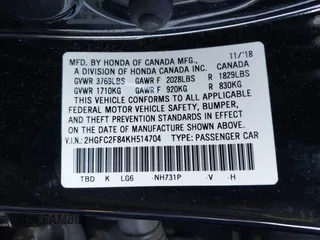 MFD. BY HONDA OF CANADA MFG., 11/'18
A DIVISION OF HONDA CANADA INC. CANADA
GVWR 3769LBS GAWR F 2028LBS R 1829LBS
GVWR 1710KG GAWR F 920KG R 830KG
THIS VEHICLE CONFORMS TO ALL APPLICABLE
FEDERAL MOTOR VEHICLE SAFETY, BUMPER,
AND THEFT PREVENTION STANDARDS IN EFFECT
ON THE DATE OF MANUFACTURE SHOWN ABOVE.
V.I.N: 2HGFC2F84KH514704 TYPE: PASSENGER CAR
TBD K LG6 -NH731P -V -H